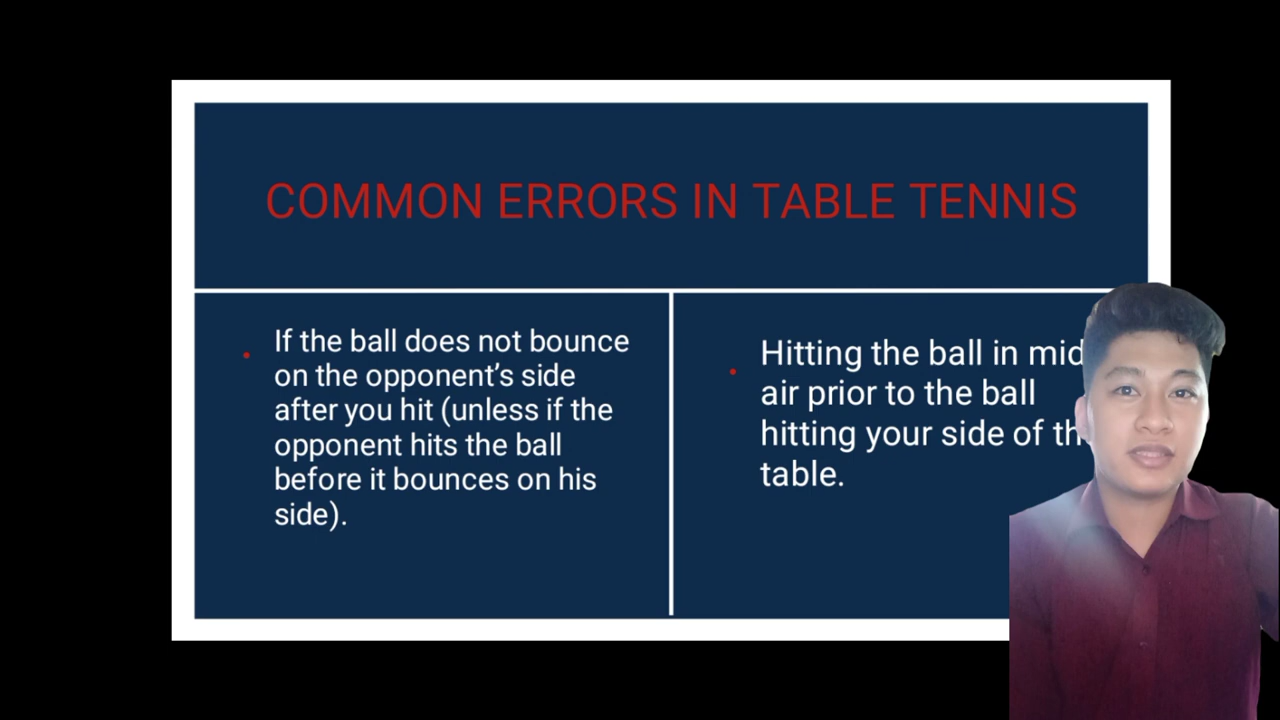 COMMON ERRORS IN TABLE TENNIS
If the ball does not bounce
on the opponent’s side
after you hit (unless if the
opponent hits the ball
before it bounces on his
side).
Hitting the ball in mid
air prior to the ball
hitting your side of
table.